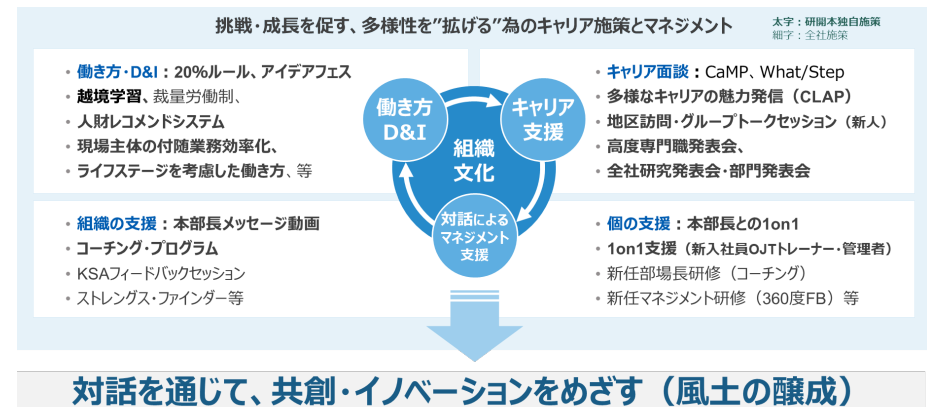 挑戦・成長を促す、多様性を”拡げる”為のキャリア施策とマネジメント
太字：研開本独自施策
細字：全社施策
・働き方・D&I：20%ルール、アイデアフェス
・越境学習、裁量労働制、
・人財レコメンドシステム
・現場主体の付随業務効率化、
・ライフステージを考慮した働き方、等
・キャリア面談：CaMP、What/Step
・多様なキャリアの魅力発信（CLAP）
・地区訪問・グループトークセッション（新人）
・高度専門職発表会、
・全社研究発表会・部門発表会
働き方
D&I
キャリア
支援
組織
文化
対話による
マネジメント
支援
・組織の支援：本部長メッセージ動画
・コーチング・プログラム
・KSAフィードバックセッション
・ストレングス・ファインダー等
・個の支援：本部長との1on1
・1on1支援（新入社員OJTトレーナー・管理者）
・新任部場長研修（コーチング）
・新任マネジメント研修（360度FB）等
対話を通じて、共創・イノベーションをめざす（風土の醸成）